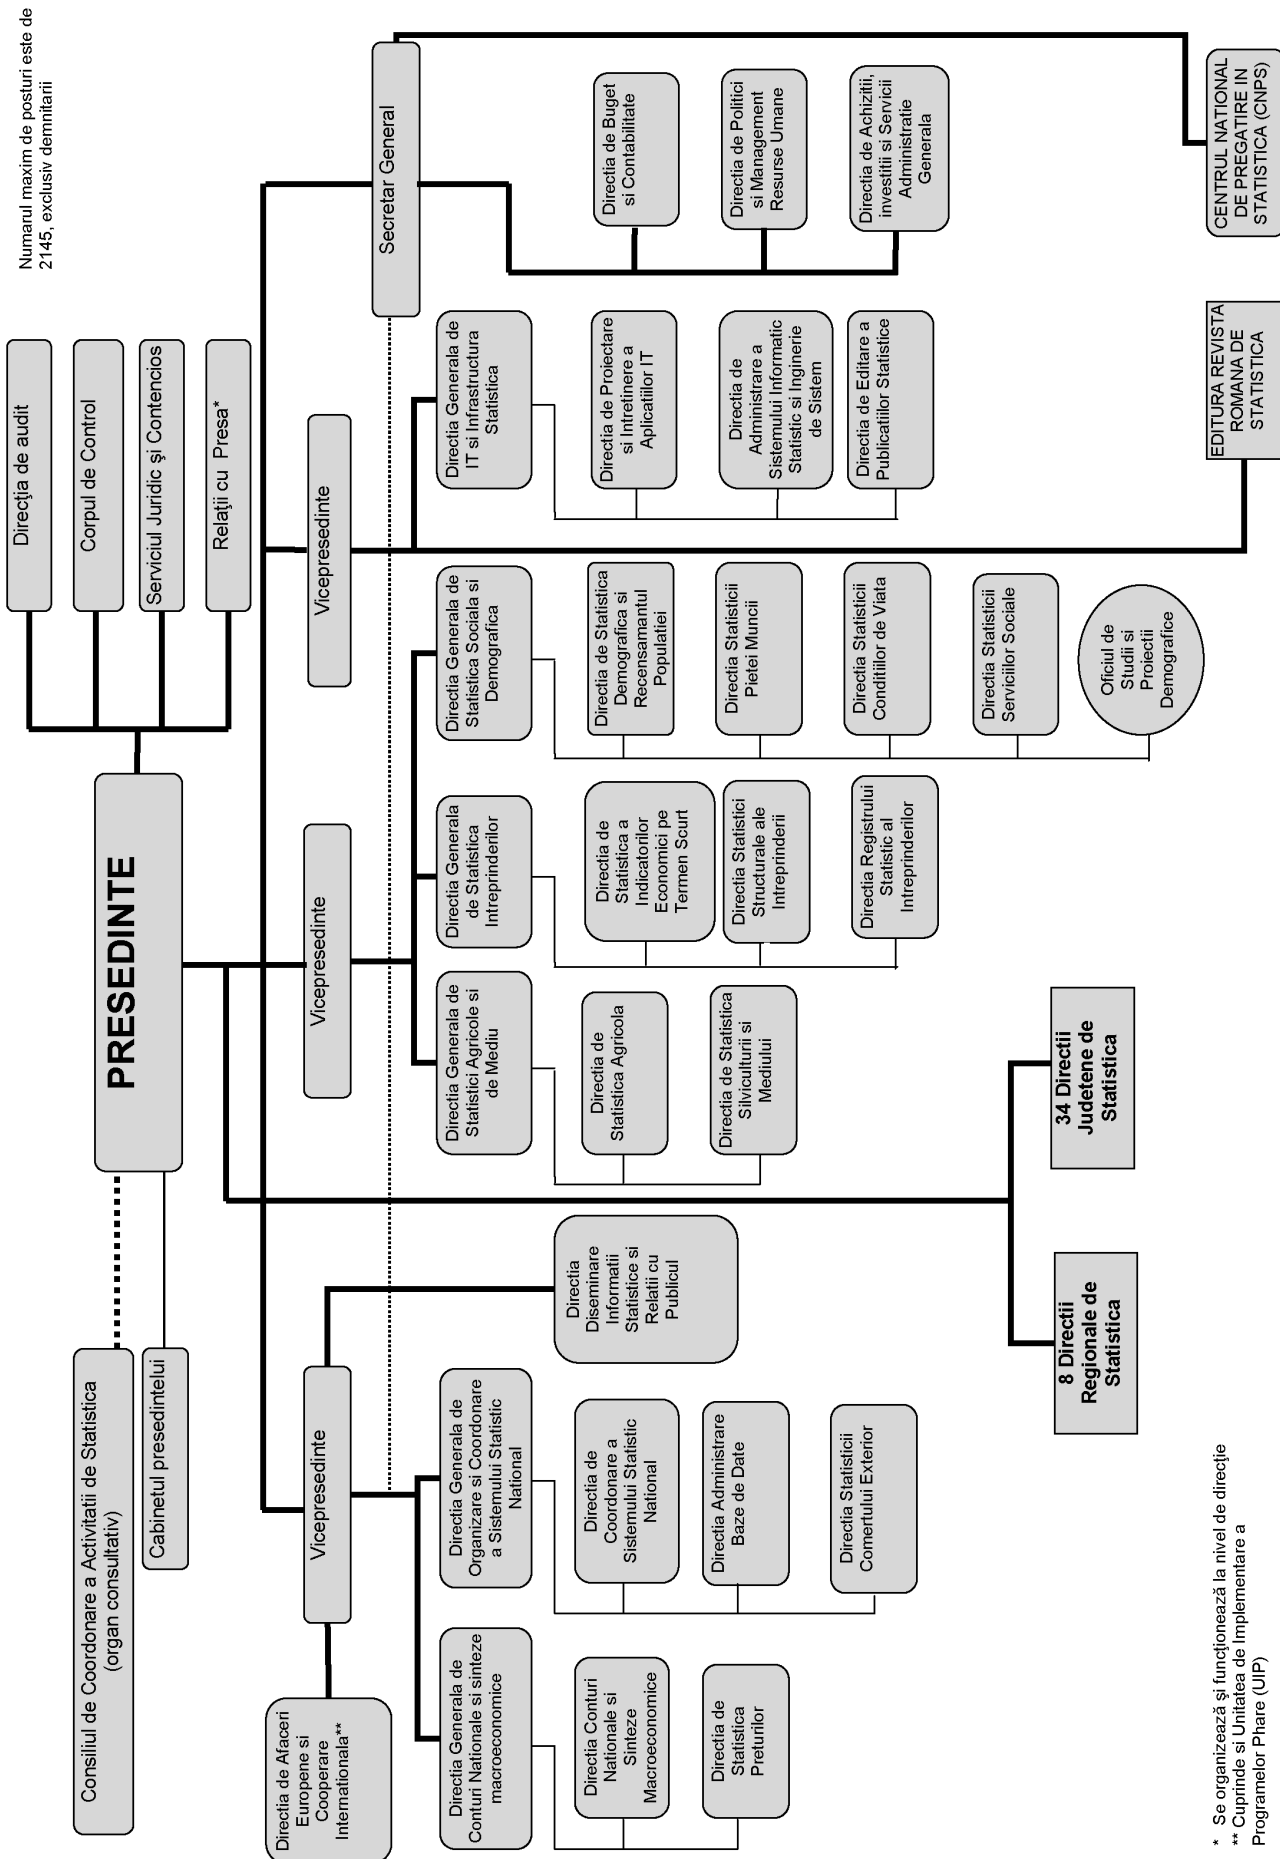 Numarul maxim de posturi este de
2145, exclusiv demnitarii
Consiliul de Coordonare a Activitatii de Statistica
(organ consultativ)
Cabinetul presedintelui
PRESEDINTE
Direcţia de audit
Corpul de Control
Serviciul Juridic şi Contencios
Relaţii cu Presa*
Directia de Afaceri
Europene si
Cooperare
Internationala**
Vicepresedinte
Vicepresedinte
Vicepresedinte
Secretar General
Directia Generala de
Conturi Nationale si sinteze
macroeconomice
Directia Generala de
Organizare si Coordonare
a Sistemului Statistic
National
Directia
Diseminare
Informatii
Statistice si
Relatii cu
Publicul
Directia Generala de
Statistici Agricole si
de Mediu
Directia Generala
de Statistica
Intreprinderilor
Directia Generala de
Statistica Sociala si
Demografica
Directia Generala de
IT si Infrastructura
Statistica
Directia Conturi
Nationale si
Sinteze
Macroeconomice
Directia de
Statistica
Preturilor
Directia de
Coordonare a
Sistemului Statistic
National
Directia Administrare
Baze de Date
Directia Statisticii
Comertului Exterior
Directia de
Statistica Agricola
Directia de Statistica
Silviculturii si
Mediului
Directia de
Statistica a
Indicatorilor
Economici pe
Termen Scurt
Directia Statistici
Structurale ale
Intreprinderii
Directia Registrului
Statistic al
Intreprinderilor
Directia de Statistica
Demografica si
Recensamantul
Populatiei
Directia Statisticii
Pietei Muncii
Directia Statisticii
Conditiilor de Viata
Directia Statisticii
Serviciilor Sociale
Oficiul de
Studii si
Proiectii
Demografice
Directia de Proiectare
si Intretinere a
Aplicatiilor IT
Directia de
Administrare a
Sistemului Informatic
Statistic si Inginerie
de Sistem
Directia de Editare a
Publicatiilor Statistice
Directia de Buget
si Contabilitate
Directia de Politici
si Management
Resurse Umane
Directia de Achizitii,
investitii si Servicii
Administratie
Generala
8 Directii
Regionale de
Statistica
34 Directii
Judetene de
Statistica
EDITURA REVISTA
ROMANA DE
STATISTICA
CENTRUL NATIONAL
DE PREGATIRE IN
STATISTICA (CNPS)
* Se organizează şi funcţionează la nivel de direcţie
** Cuprinde si Unitatea de Implementare a
Programelor Phare (UIP)